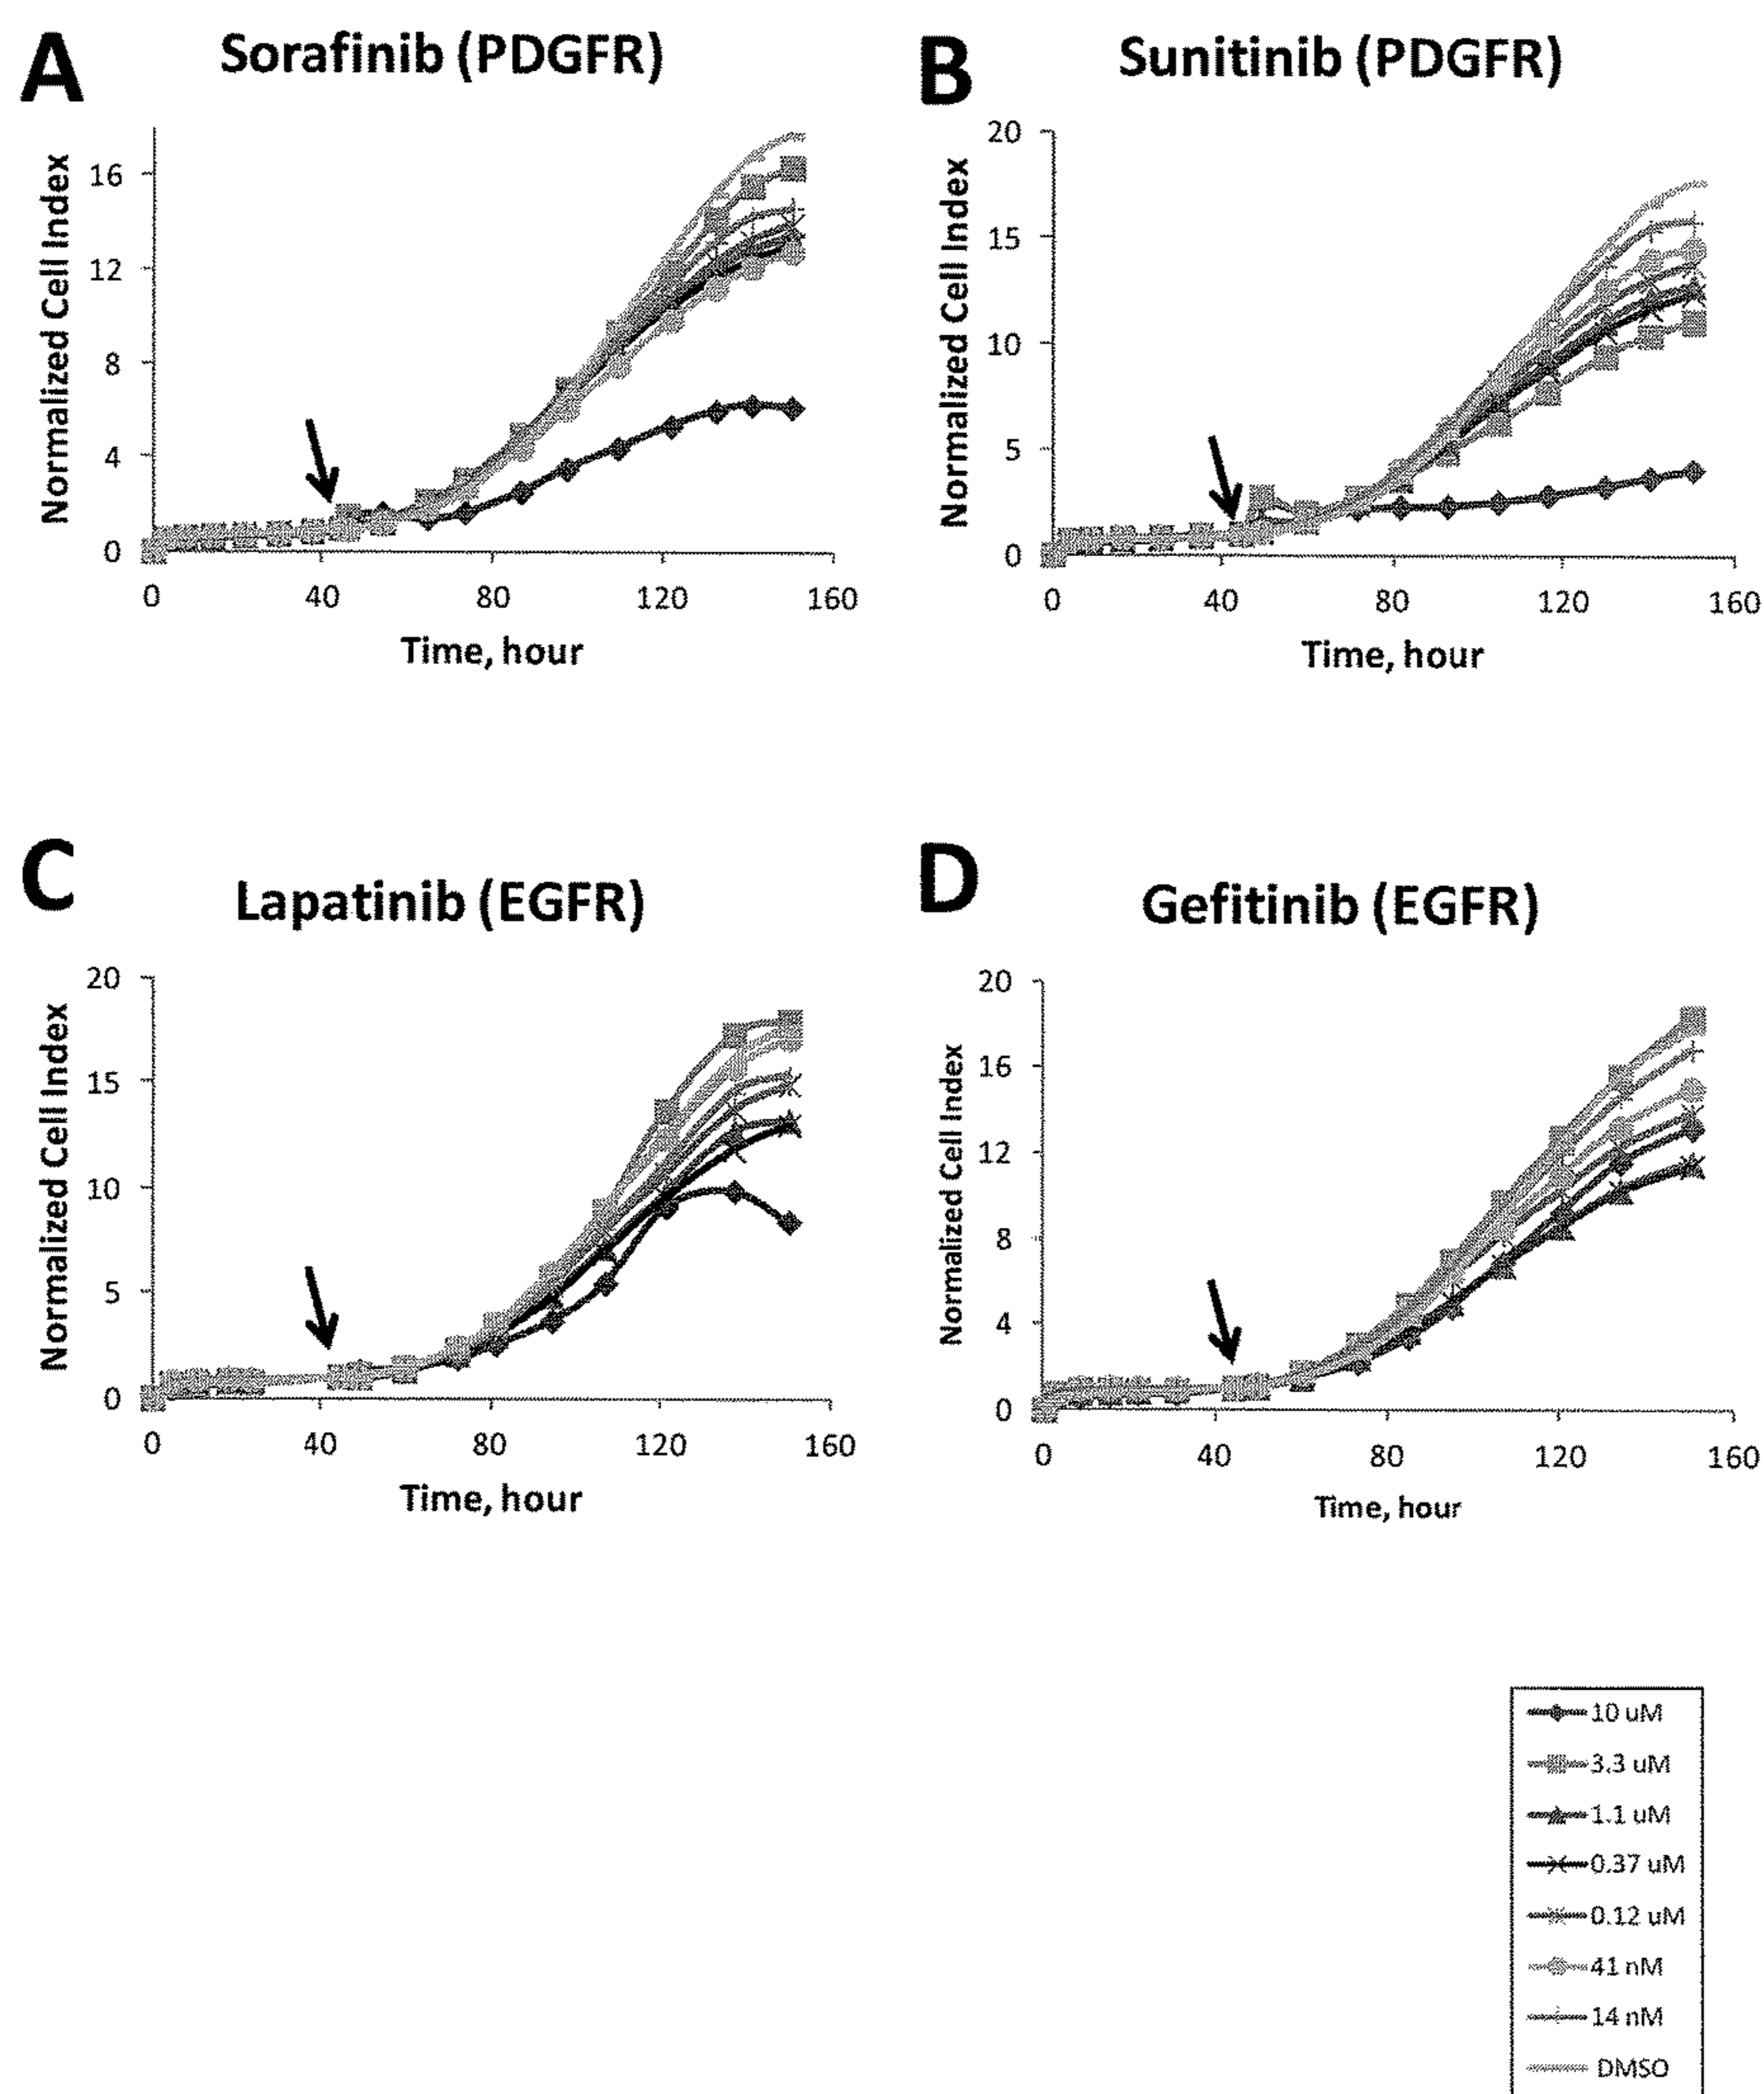 A
Sorafinib (PDGFR)
Normalized Cell Index
16
12
8
4
0
0 40 80 120 160
Time, hour
B
Sunitinib (PDGFR)
Normalized Cell Index
20
15
10
5
0
0 40 80 120 160
Time, hour
C
Lapatinib (EGFR)
Normalized Cell Index
20
15
10
5
0
0 40 80 120 160
Time, hour
D
Gefitinib (EGFR)
Normalized Cell Index
20
16
12
8
4
0
0 40 80 120 160
Time, hour
10 uM
3.3 uM
1.1 uM
0.37 uM
0.12 uM
41 nM
14 nM
DMSO